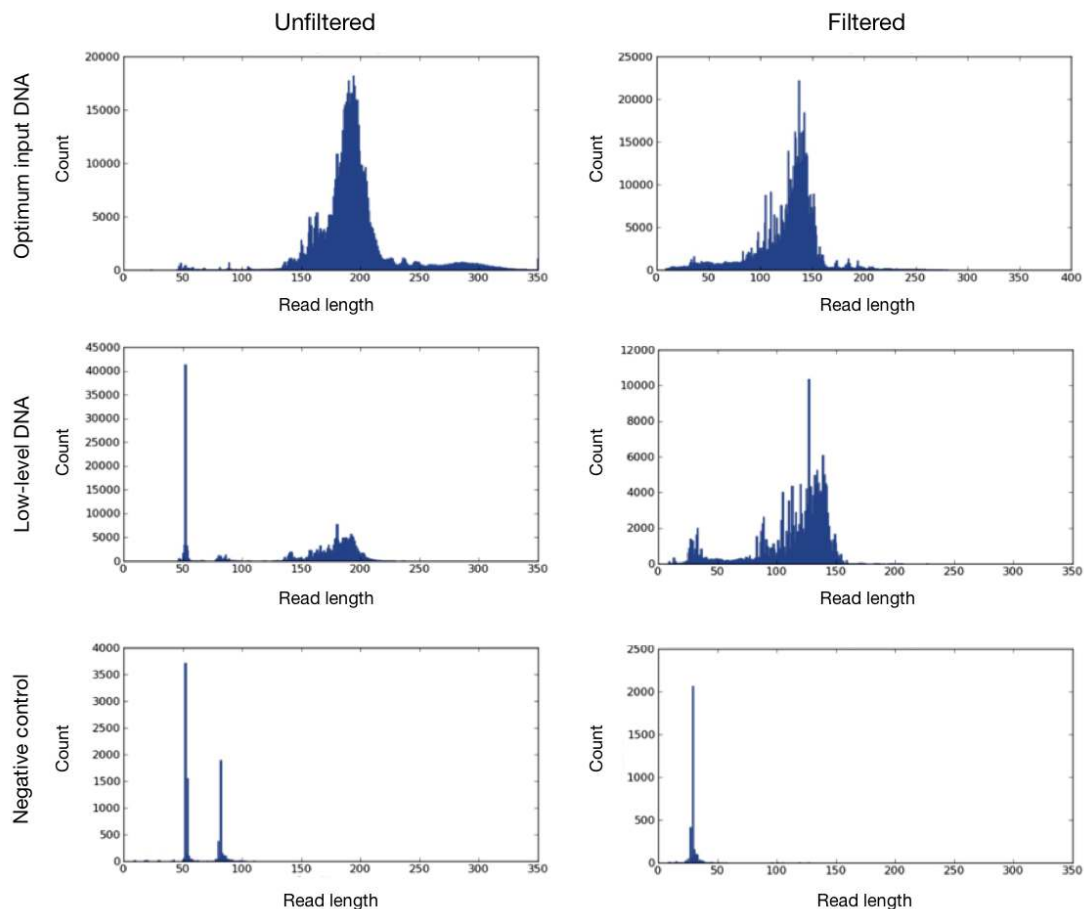 Unfiltered
Filtered
Optimum input DNA
Count
20000
15000
10000
5000
0
0 50 100 150 200 250 300 350
Read length
Count
25000
20000
15000
10000
5000
0
0 50 100 150 200 250 300 350 400
Read length
Low-level DNA
Count
45000
40000
35000
30000
25000
20000
15000
10000
5000
0
0 50 100 150 200 250 300 350
Read length
Count
12000
10000
8000
6000
4000
2000
0
0 50 100 150 200 250 300 350
Read length
Negative control
Count
4000
3500
3000
2500
2000
1500
1000
500
0
0 50 100 150 200 250 300 350
Read length
Count
2500
2000
1500
1000
500
0
0 50 100 150 200 250 300 350
Read length